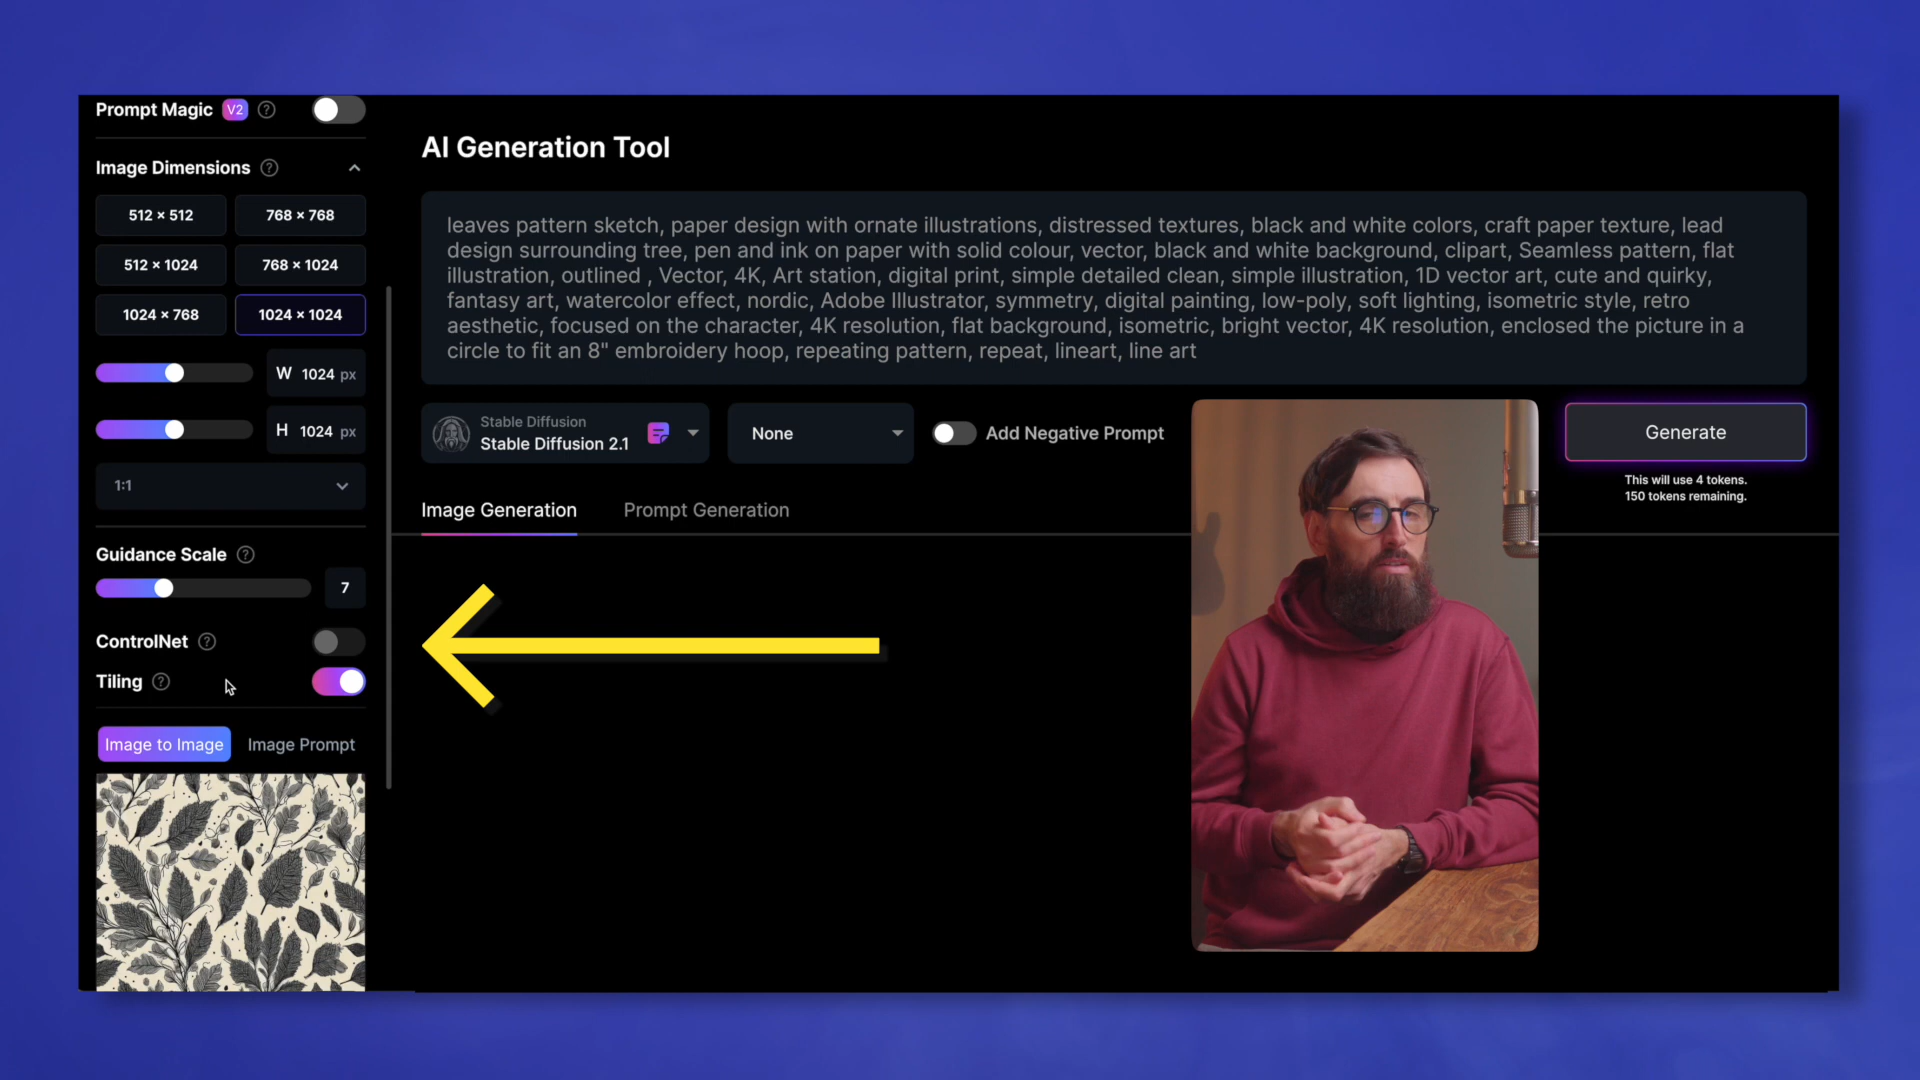 Prompt Magic V2 ?
Image Dimensions ?
512 × 512
768 × 768
512 × 1024
768 × 1024
1024 × 768
1024 × 1024
W 1024 px
H 1024 px
1:1
Guidance Scale ?
7
ControlNet ?
Tiling ?
Image to Image
Image Prompt
AI Generation Tool
leaves pattern sketch, paper design with ornate illustrations, distressed textures, black and white colors, craft paper texture, lead
design surrounding tree, pen and ink on paper with solid colour, vector, black and white background, clipart, Seamless pattern, flat
illustration, outlined , Vector, 4K, Art station, digital print, simple detailed clean, simple illustration, 1D vector art, cute and quirky,
fantasy art, watercolor effect, nordic, Adobe Illustrator, symmetry, digital painting, low-poly, soft lighting, isometric style, retro
aesthetic, focused on the character, 4K resolution, flat background, isometric, bright vector, 4K resolution, enclosed the picture in a
circle to fit an 8" embroidery hoop, repeating pattern, repeat, lineart, line art
Stable Diffusion
Stable Diffusion 2.1
None
Add Negative Prompt
Generate
This will use 4 tokens.
150 tokens remaining.
Image Generation
Prompt Generation